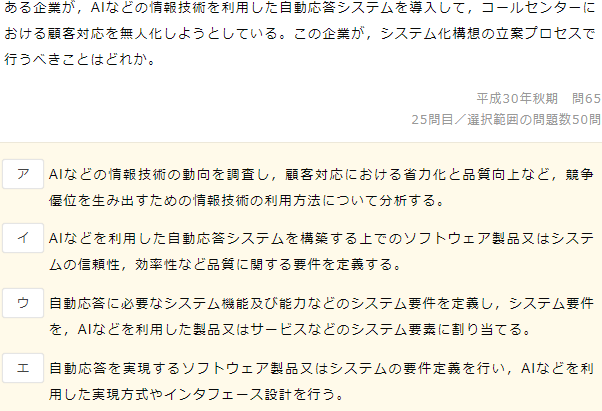 ある企業が，AIなどの情報技術を利用した自動応答システムを導入して，コールセンターに
おける顧客対応を無人化しようとしている。この企業が，システム化構想の立案プロセスで
行うべきことはどれか。
平成30年秋期　問65
25問目／選択範囲の問題数50問
ア AIなどの情報技術の動向を調査し，顧客対応における省力化と品質向上など，競争
優位を生み出すための情報技術の利用方法について分析する。
イ AIなどを利用した自動応答システムを構築する上でのソフトウェア製品又はシステ
ムの信頼性，効率性など品質に関する要件を定義する。
ウ 自動応答に必要なシステム機能及び能力などのシステム要件を定義し，システム要件
を，AIなどを利用した製品又はサービスなどのシステム要素に割り当てる。
エ 自動応答を実現するソフトウェア製品又はシステムの要件定義を行い，AIなどを利
用した実現方式やインタフェース設計を行う。